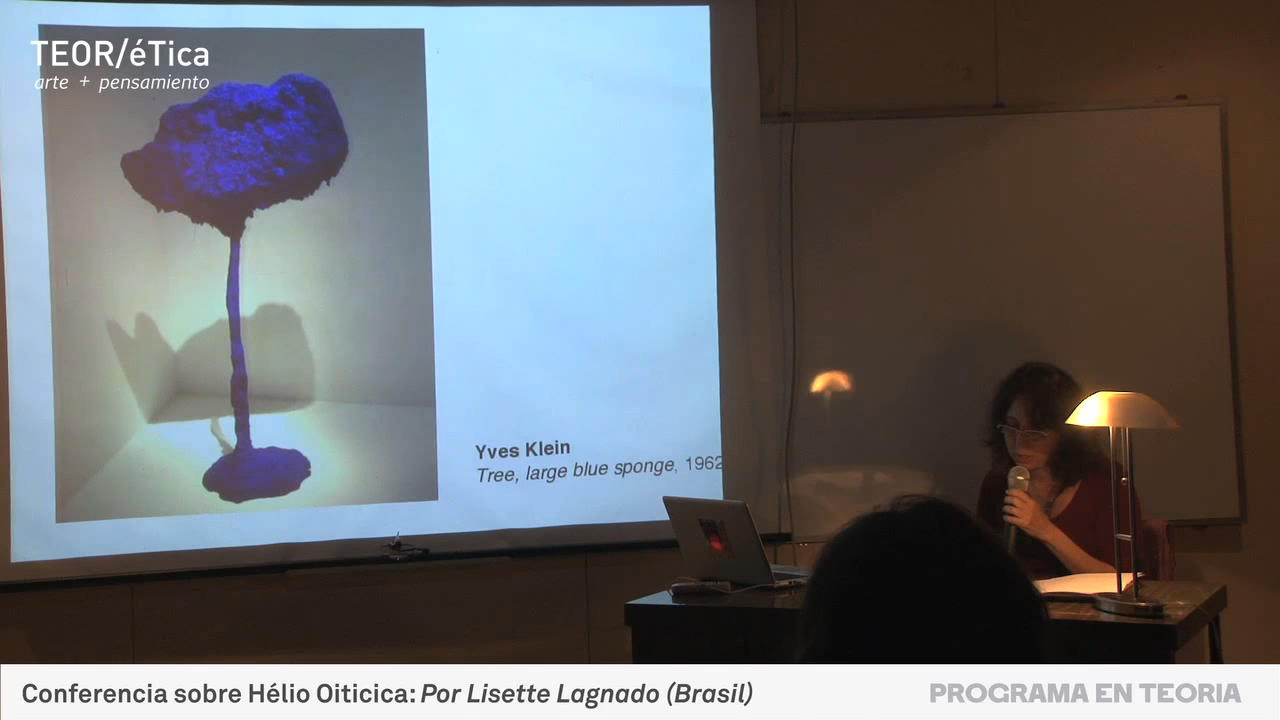 TEOR/éTica
arte + pensamiento
Yves Klein
Tree, large blue sponge, 1962
Conferencia sobre Hélio Oiticica: Por Lisette Lagnado (Brasil)
PROGRAMA EN TEORIA